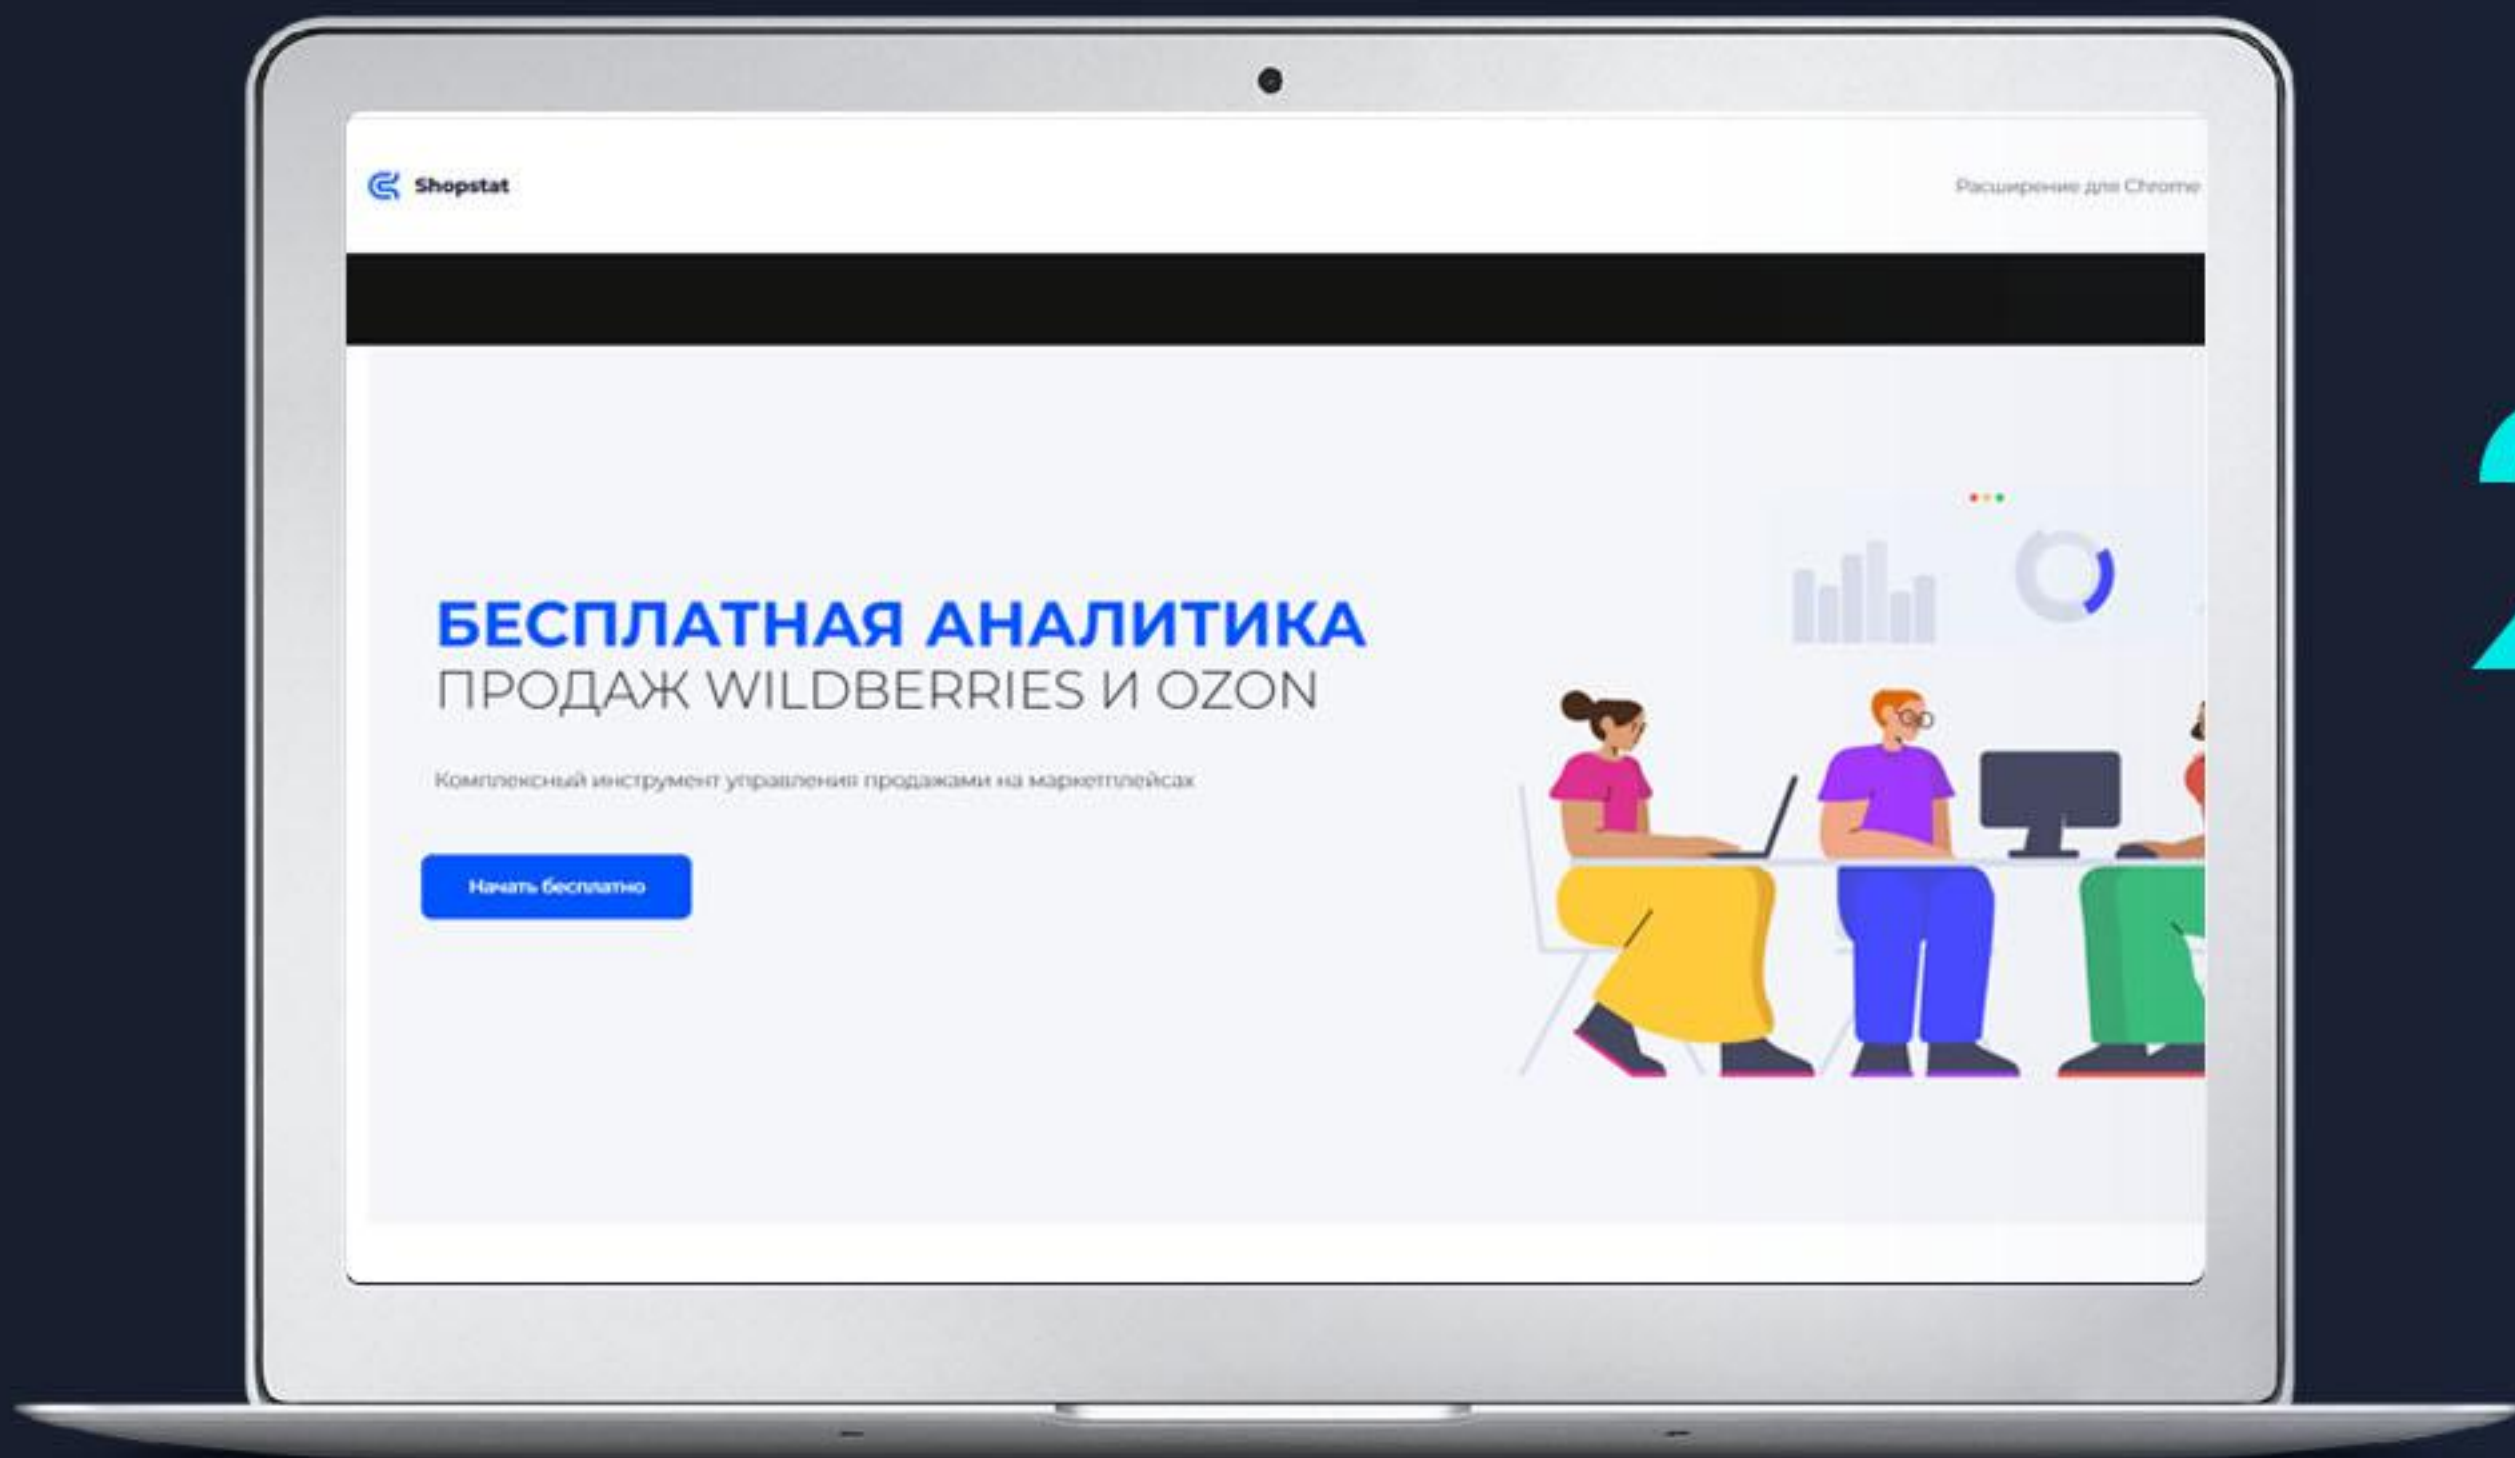 Shopstat
Расширение для Chrome
БЕСПЛАТНАЯ АНАЛИТИКА
ПРОДАЖ WILDBERRIES И OZON
Комплексный инструмент управления продажами на маркетплейсах
Начать бесплатно